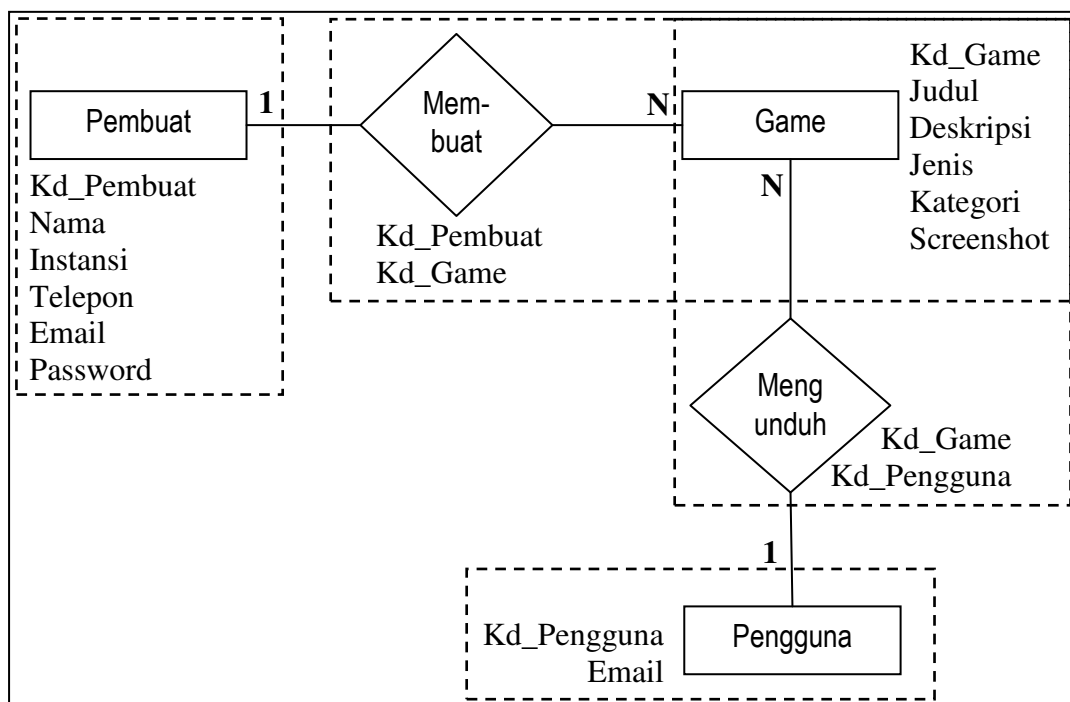 Pembuat
1
Kd_Pembuat
Nama
Instansi
Telepon
Email
Password
Mem-
buat
Kd_Pembuat
Kd_Game
N
Game
N
Kd_Game
Judul
Deskripsi
Jenis
Kategori
Screenshot
Meng
unduh
Kd_Game
Kd_Pengguna
1
Kd_Pengguna
Email
Pengguna